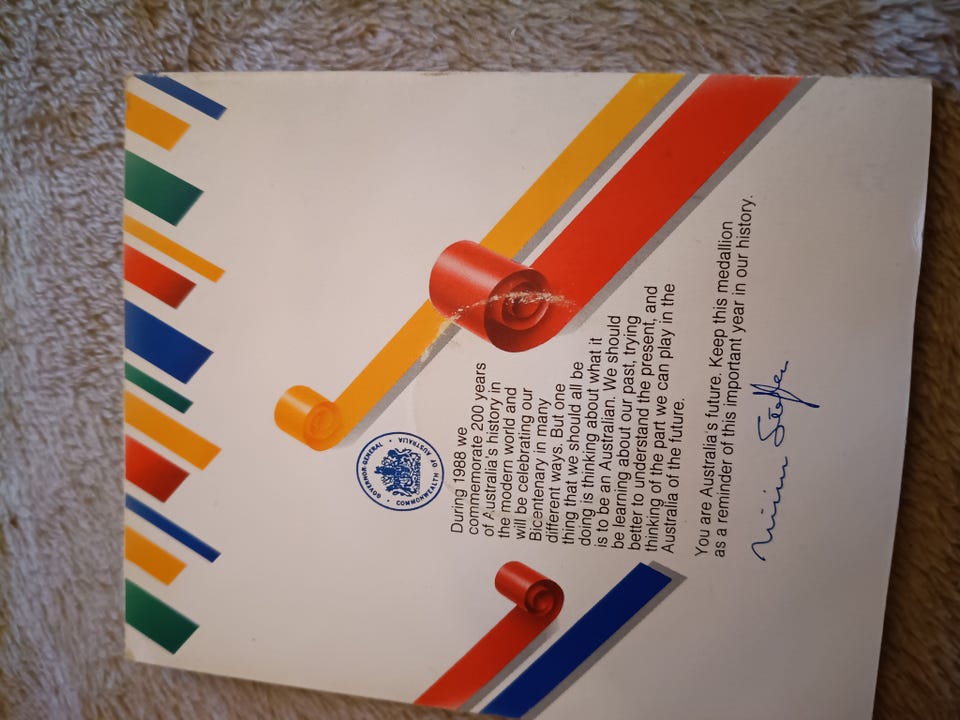 GOVERNOR-GENERAL • COMMONWEALTH OF AUSTRALIA •
During 1988 we
commemorate 200 years
of Australia's history in
the modern world and
will be celebrating our
Bicentenary in many
different ways. But one
thing that we should all be
doing is thinking about what it
is to be an Australian. We should
be learning about our past, trying
better to understand the present, and
thinking of the part we can play in the
Australia of the future.
You are Australia's future. Keep this medallion
as a reminder of this important year in our history.